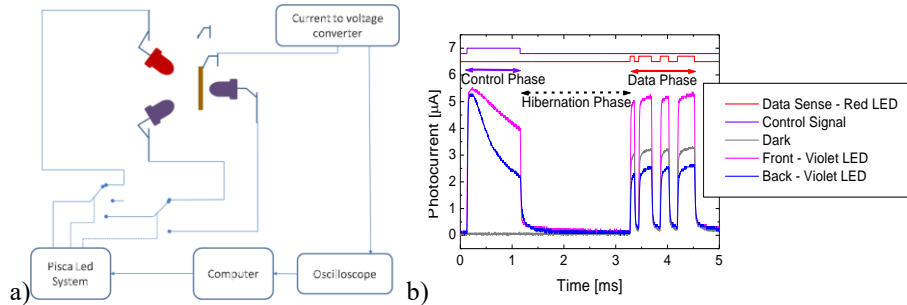 Current to voltage
converter
Pisca Led
System
Computer
Oscilloscope
a)
b)
Photocurrent [µA]
7
6
5
4
3
2
1
0
Control Phase
Data Phase
Hibernation Phase
Data Sense - Red LED
Control Signal
Dark
Front - Violet LED
Back - Violet LED
0 1 2 3 4 5
Time [ms]